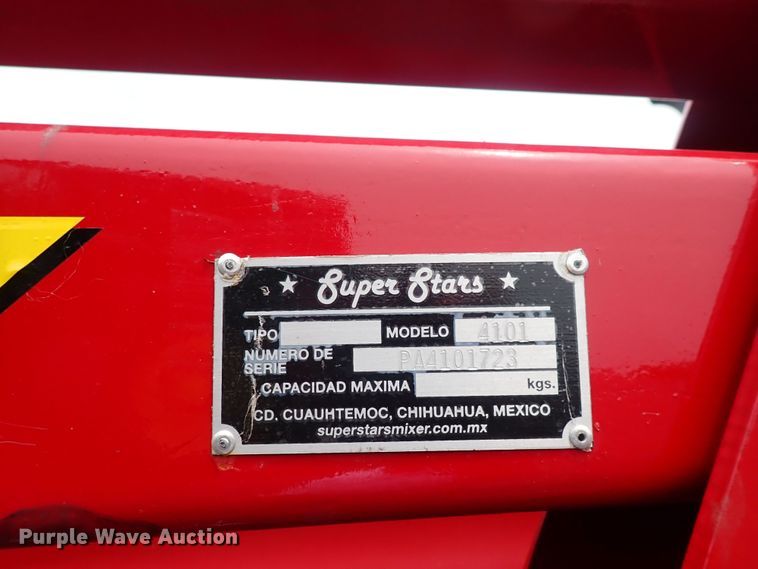 ★ Super Stars ★
TIPO MODELO 4101
NÚMERO DE SERIE PA4101723
CAPACIDAD MAXIMA kgs.
CD. CUAUHTEMOC, CHIHUAHUA, MEXICO
superstarsmixer.com.mx
Purple Wave Auction